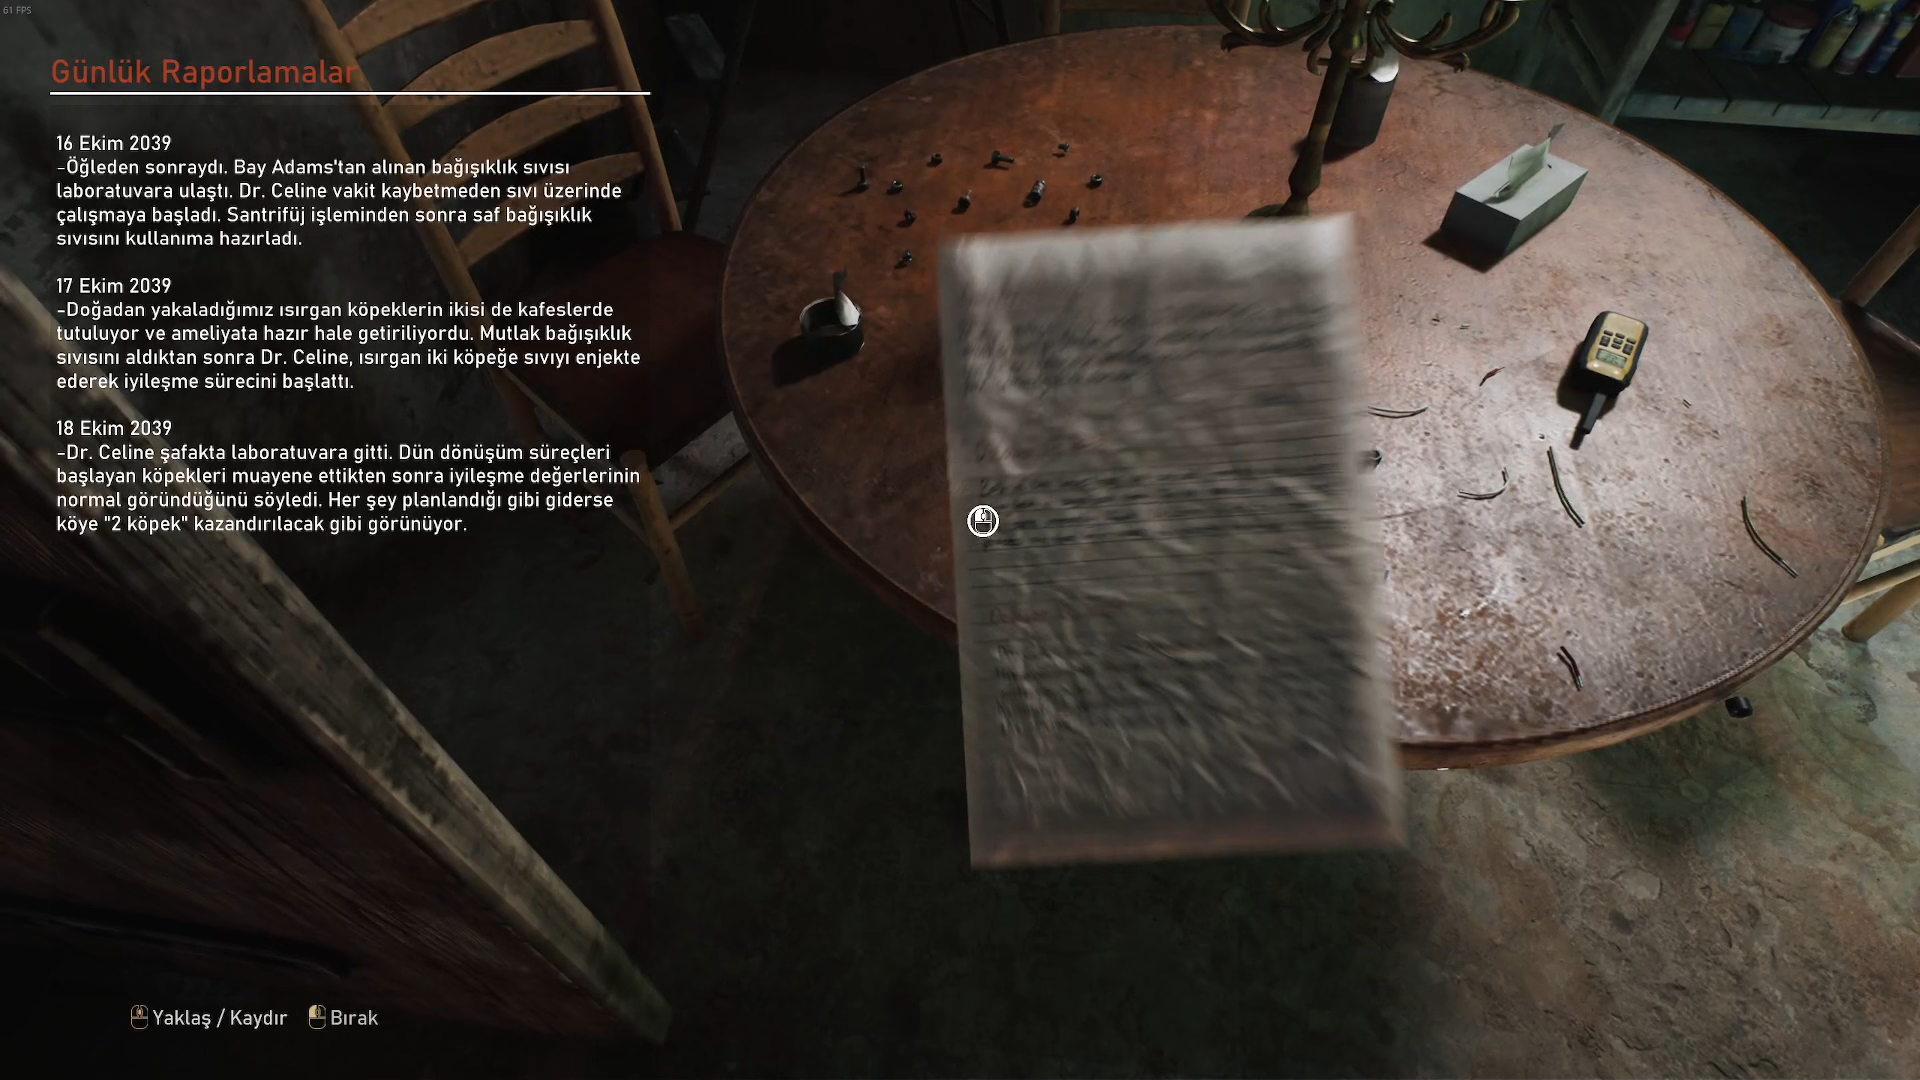 61 FPS
Günlük Raporlamalar
16 Ekim 2039
-Öğleden sonraydı. Bay Adams'tan alınan bağışıklık sıvısı
laboratuvara ulaştı. Dr. Celine vakit kaybetmeden sıvı üzerinde
çalışmaya başladı. Santrifüj işleminden sonra saf bağışıklık
sıvısını kullanıma hazırladı.
17 Ekim 2039
-Doğadan yakaladığımız ısırgan köpeklerin ikisi de kafeslerde
tutuluyor ve ameliyata hazır hale getiriliyordu. Mutlak bağışıklık
sıvısını aldıktan sonra Dr. Celine, ısırgan iki köpeğe sıvıyı enjekte
ederek iyileşme sürecini başlattı.
18 Ekim 2039
-Dr. Celine şafakta laboratuvara gitti. Dün dönüşüm süreçleri
başlayan köpekleri muayene ettikten sonra iyileşme değerlerinin
normal göründüğünü söyledi. Her şey planlandığı gibi giderse
köye "2 köpek" kazandırılacak gibi görünüyor.
Yaklaş / Kaydır Bırak